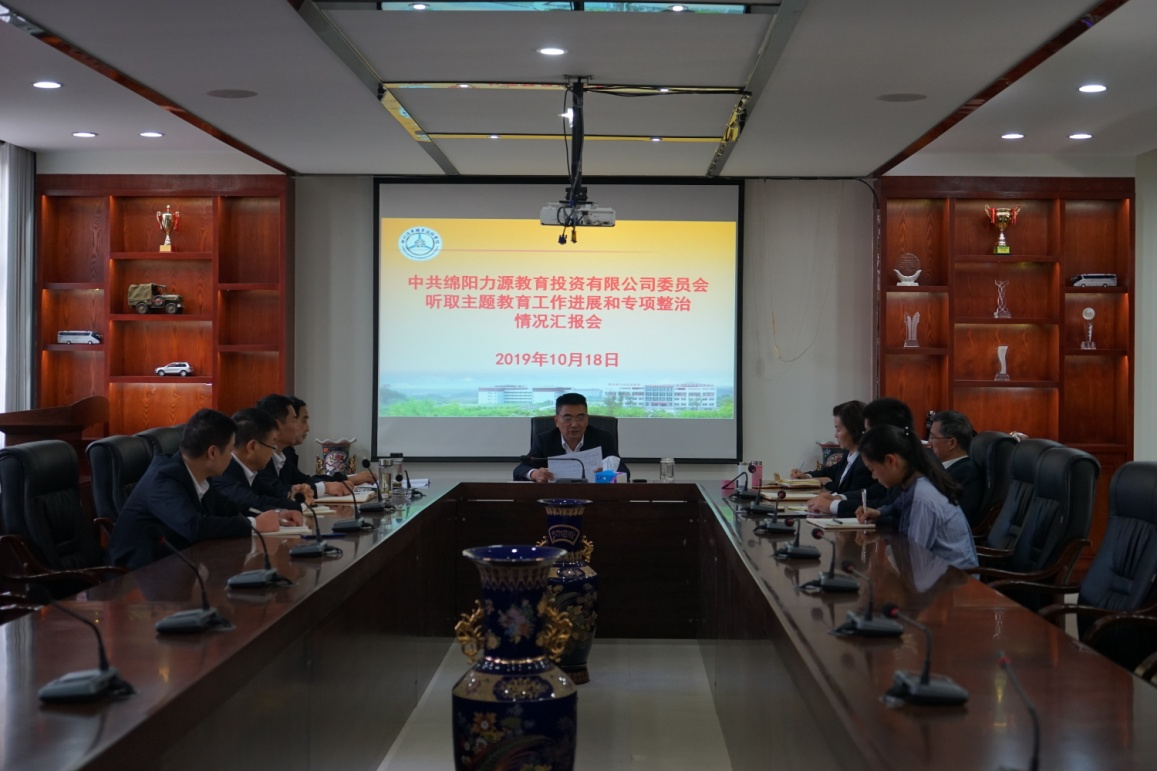 中共绵阳力源教育投资有限公司委员会
听取主题教育工作进展和专项整治
情况汇报会
2019年10月18日